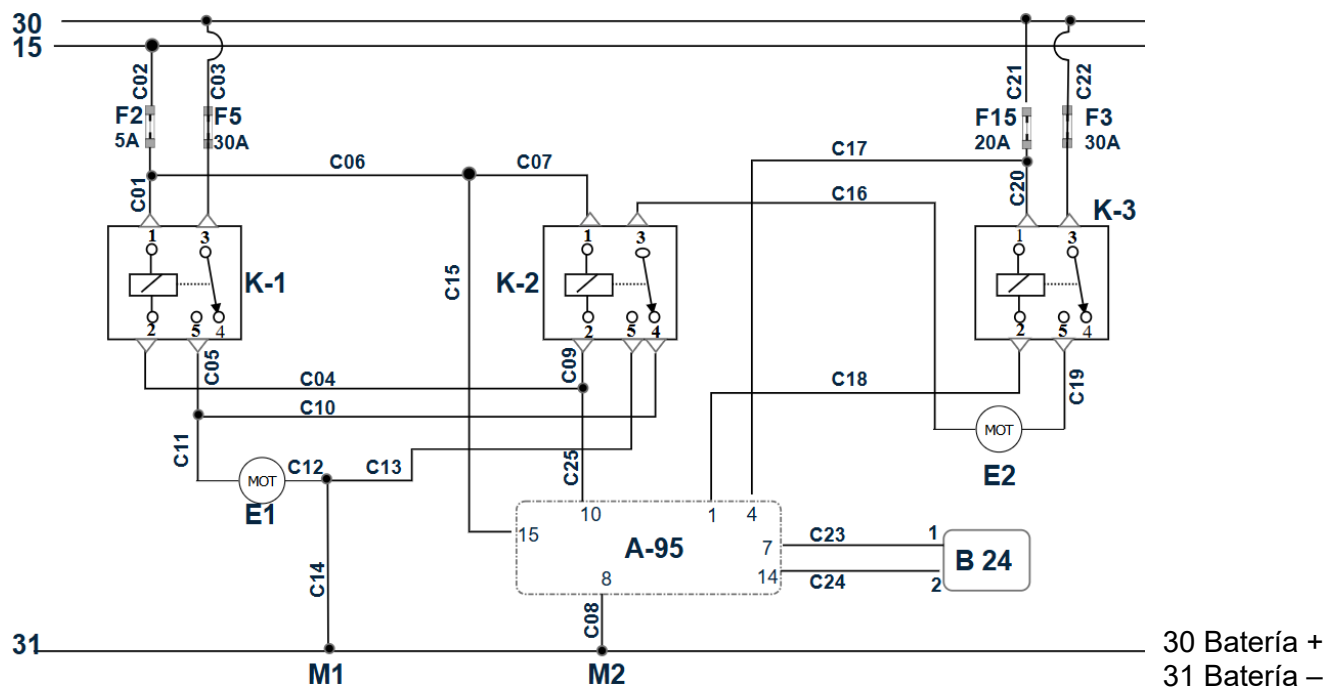 30
15
C02
C03
C21
C22
F2
5A
F5
30A
F15
20A
F3
30A
C06
C07
C17
C01
C16
C20
K-3
1
3
K-1
2
5
4
C15
1
3
K-2
2
5
4
1
3
2
5
4
C05
C04
C09
C18
C19
C10
C11
C12
C13
MOT
E1
C25
MOT
E2
10
1
4
15
A-95
7
14
8
C23
C24
1
2
B 24
C14
C08
31
M1
M2
30 Batería +
31 Batería –